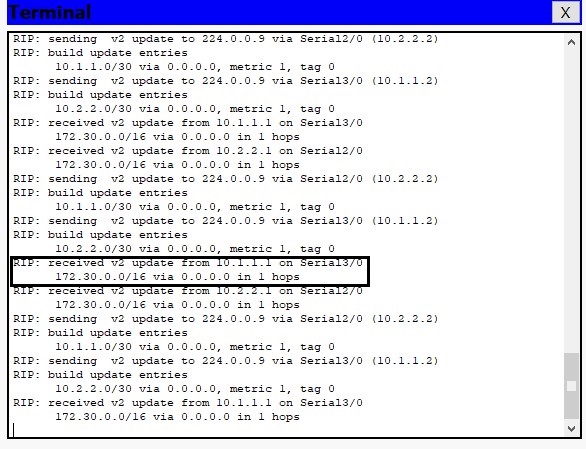 Terminal
X
RIP: sending  v2 update to 224.0.0.9 via Serial2/0 (10.2.2.2)
RIP: build update entries
      10.1.1.0/30 via 0.0.0.0, metric 1, tag 0
RIP: sending  v2 update to 224.0.0.9 via Serial3/0 (10.1.1.2)
RIP: build update entries
      10.2.2.0/30 via 0.0.0.0, metric 1, tag 0
RIP: received v2 update from 10.1.1.1 on Serial3/0
      172.30.0.0/16 via 0.0.0.0 in 1 hops
RIP: received v2 update from 10.2.2.1 on Serial2/0
      172.30.0.0/16 via 0.0.0.0 in 1 hops
RIP: sending  v2 update to 224.0.0.9 via Serial2/0 (10.2.2.2)
RIP: build update entries
      10.1.1.0/30 via 0.0.0.0, metric 1, tag 0
RIP: sending  v2 update to 224.0.0.9 via Serial3/0 (10.1.1.2)
RIP: build update entries
      10.2.2.0/30 via 0.0.0.0, metric 1, tag 0
RIP: received v2 update from 10.1.1.1 on Serial3/0
      172.30.0.0/16 via 0.0.0.0 in 1 hops
RIP: received v2 update from 10.2.2.1 on Serial2/0
      172.30.0.0/16 via 0.0.0.0 in 1 hops
RIP: sending  v2 update to 224.0.0.9 via Serial2/0 (10.2.2.2)
RIP: build update entries
      10.1.1.0/30 via 0.0.0.0, metric 1, tag 0
RIP: sending  v2 update to 224.0.0.9 via Serial3/0 (10.1.1.2)
RIP: build update entries
      10.2.2.0/30 via 0.0.0.0, metric 1, tag 0
RIP: received v2 update from 10.1.1.1 on Serial3/0
      172.30.0.0/16 via 0.0.0.0 in 1 hops